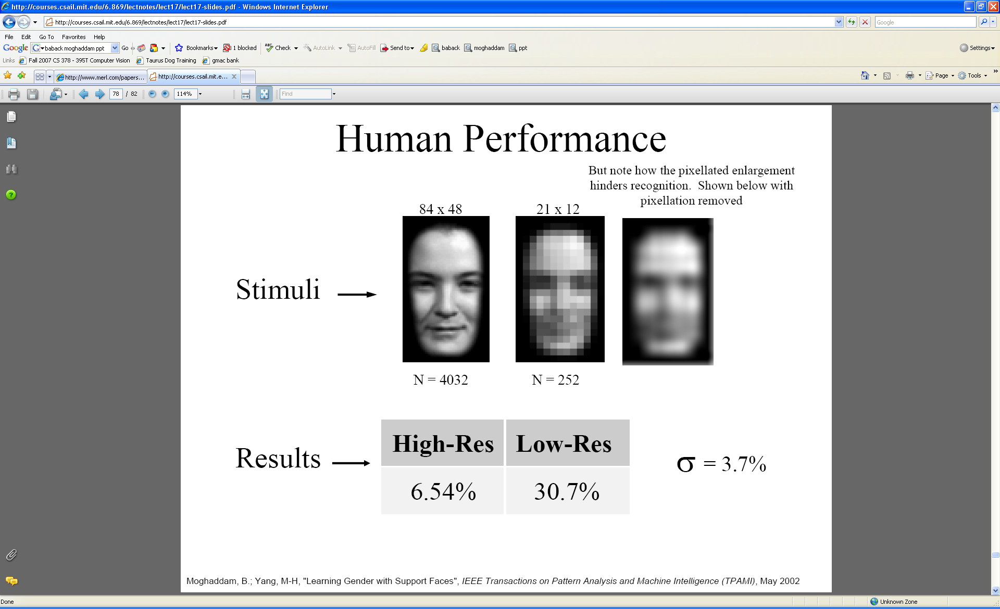 http://courses.csail.mit.edu/6.869/lectnotes/lect17/lect17-slides.pdf - Windows Internet Explorer
http://courses.csail.mit.edu/6.869/lectnotes/lect17/lect17-slides.pdf
Google
File Edit Go To Favorites Help
Google G baback moghaddam ppt Go Bookmarks 1 blocked ABC Check AutoLink AutoFill Send to baback moghaddam ppt Settings
Links Fall 2007 CS 378 - 395T Computer Vision Taurus Dog Training gmac bank
http://www.merl.com/papers... http://courses.csail.mit.e... Page Tools
78 / 82 114% Find
Human Performance
But note how the pixellated enlargement
hinders recognition. Shown below with
pixellation removed
84 x 48 21 x 12
Stimuli
N = 4032 N = 252
High-Res Low-Res
Results
σ = 3.7%
6.54% 30.7%
Moghaddam, B.; Yang, M-H, "Learning Gender with Support Faces", IEEE Transactions on Pattern Analysis and Machine Intelligence (TPAMI), May 2002
Done Unknown Zone